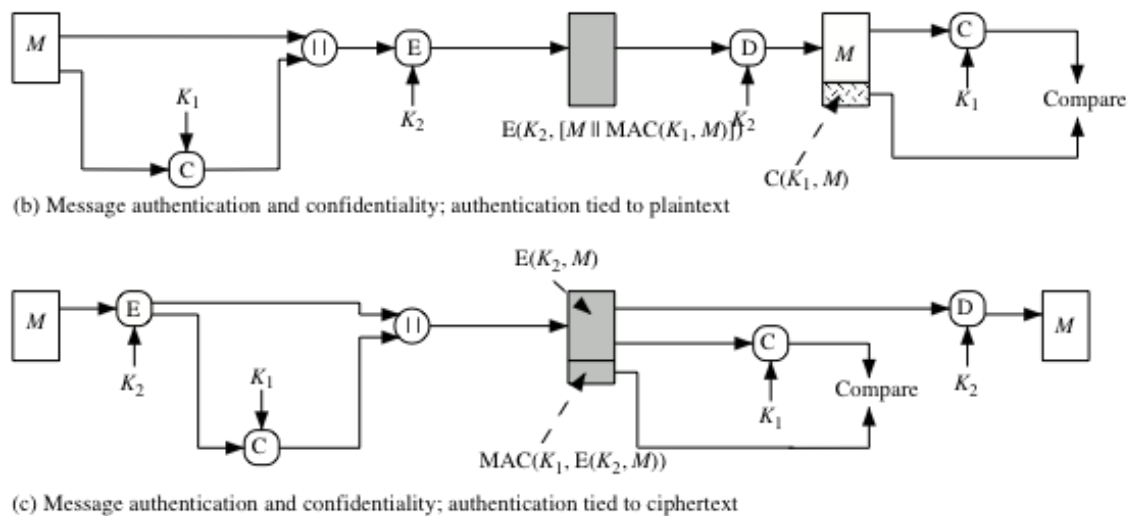 M
||
E
D
M
C
K₁
K₂
K₂
K₁
Compare
E(K₂, [M || MAC(K₁, M)])
C
C(K₁, M)
(b) Message authentication and confidentiality; authentication tied to plaintext
E(K₂, M)
M
E
||
D
M
C
K₂
K₁
K₂
Compare
K₁
C
MAC(K₁, E(K₂, M))
(c) Message authentication and confidentiality; authentication tied to ciphertext